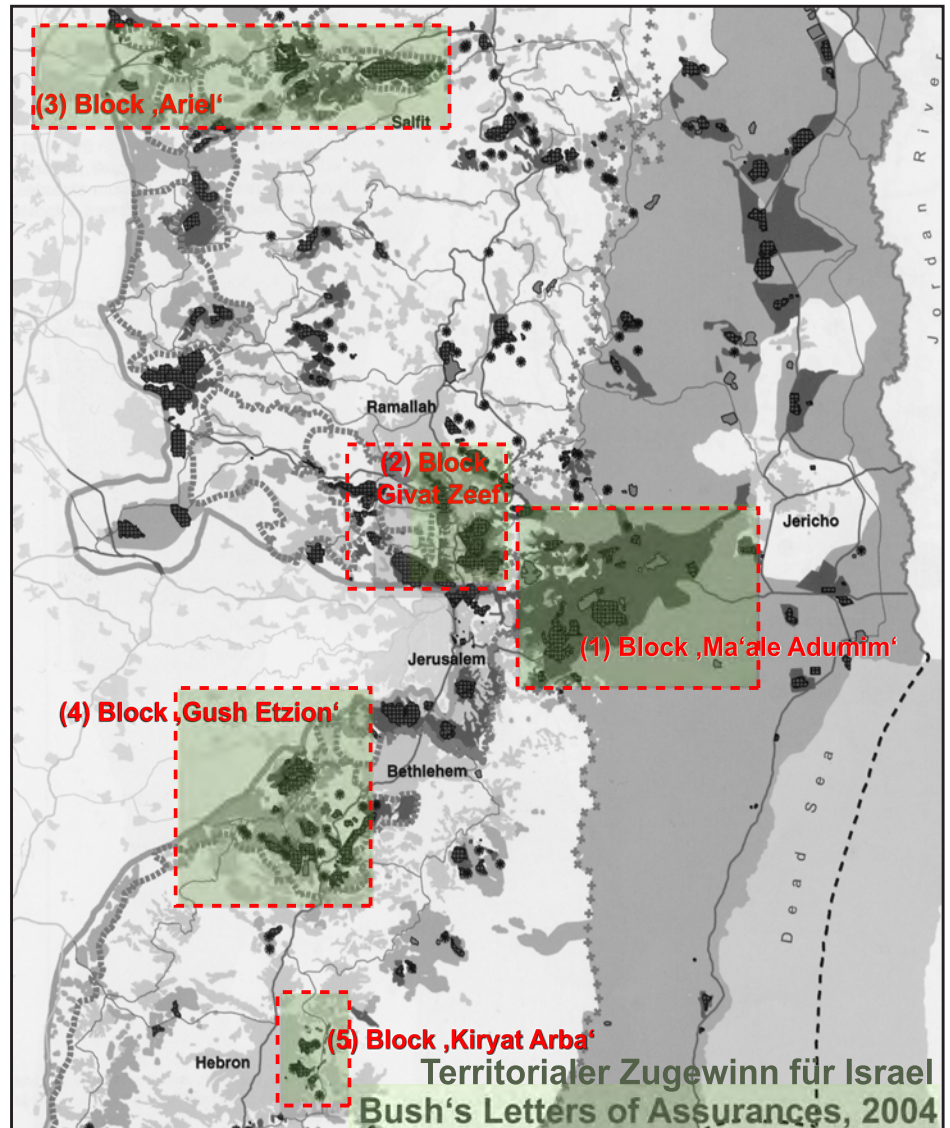 (3) Block ‚Ariel‘
Salfit
Jordan River
Ramallah
(2) Block
Givat Zeef
Jericho
(1) Block ‚Ma‘ale Adumim‘
Jerusalem
(4) Block ‚Gush Etzion‘
Bethlehem
Dead Sea
(5) Block ‚Kiryat Arba‘
Hebron
Territorialer Zugewinn für Israel
Bush‘s Letters of Assurances, 2004